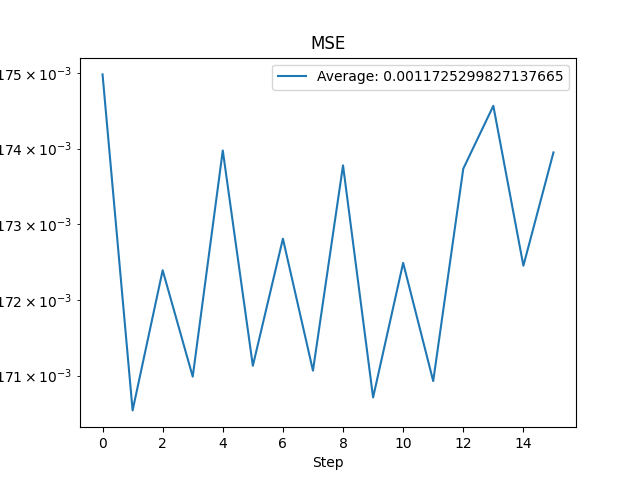 MSE
Average: 0.0011725299827137665
175 × 10⁻³
174 × 10⁻³
173 × 10⁻³
172 × 10⁻³
171 × 10⁻³
0 2 4 6 8 10 12 14
Step